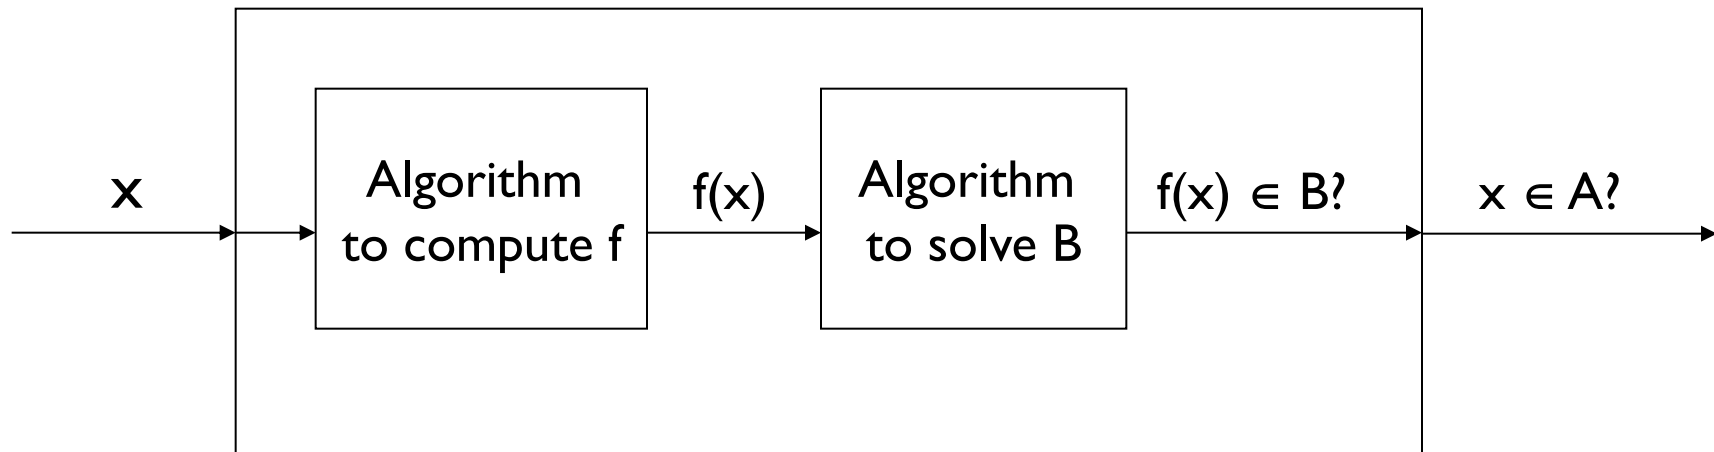 x
Algorithm
to compute f
f(x)
Algorithm
to solve B
f(x) ∈ B?
x ∈ A?